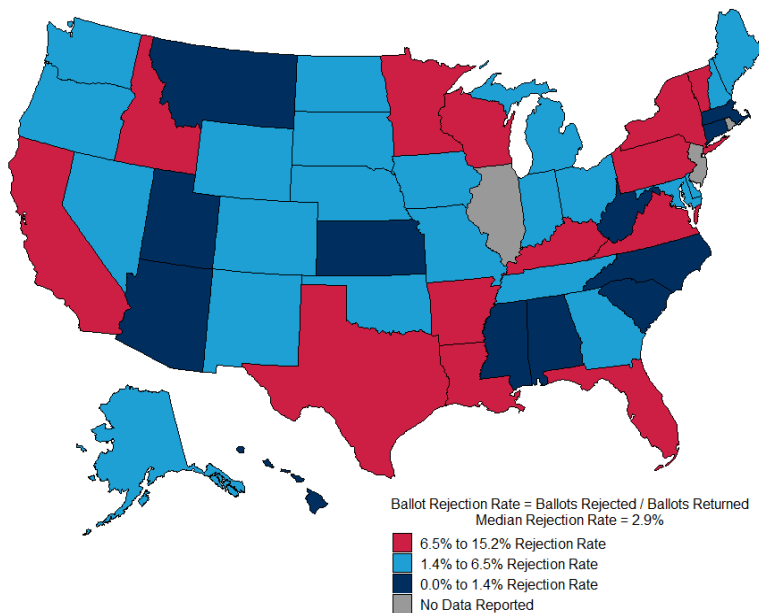 Ballot Rejection Rate = Ballots Rejected / Ballots Returned
Median Rejection Rate = 2.9%
6.5% to 15.2% Rejection Rate
1.4% to 6.5% Rejection Rate
0.0% to 1.4% Rejection Rate
No Data Reported